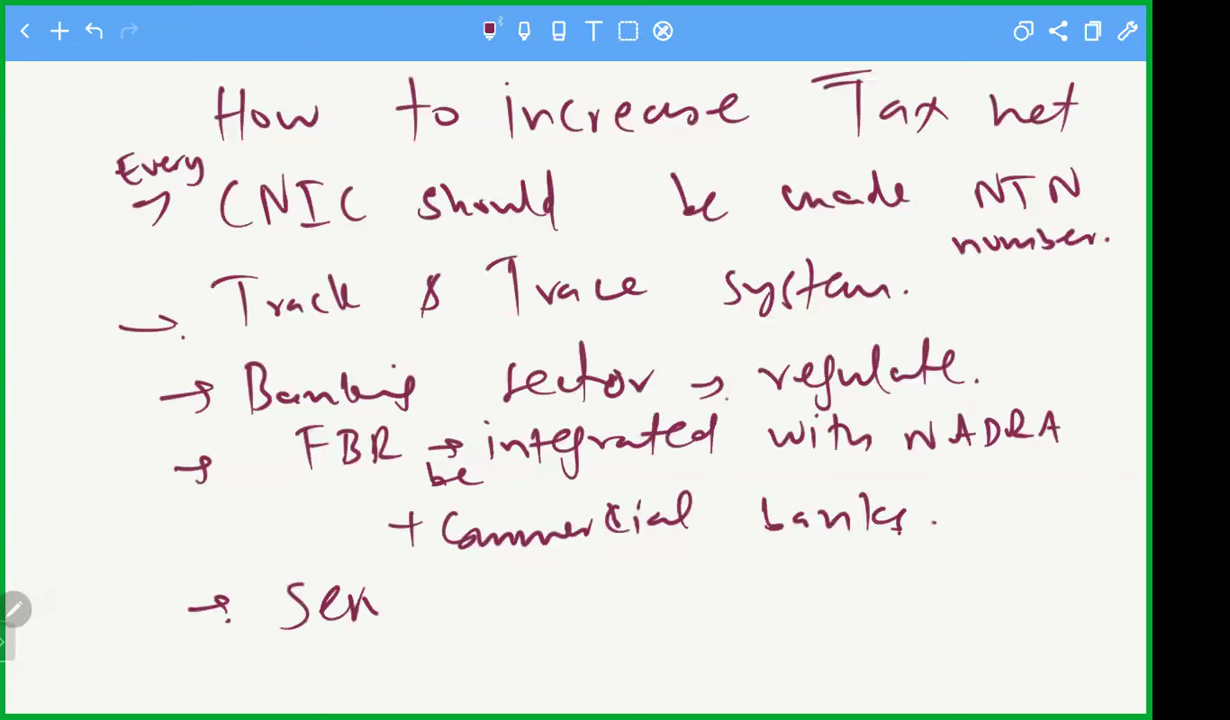 How to increase Tax net
Every
→ CNIC should be made NTN
number.
→ Track & Trace system.
→ Banking sector → regulate.
→ FBR → be integrated with NADRA
+ Commercial banks.
→ Sen